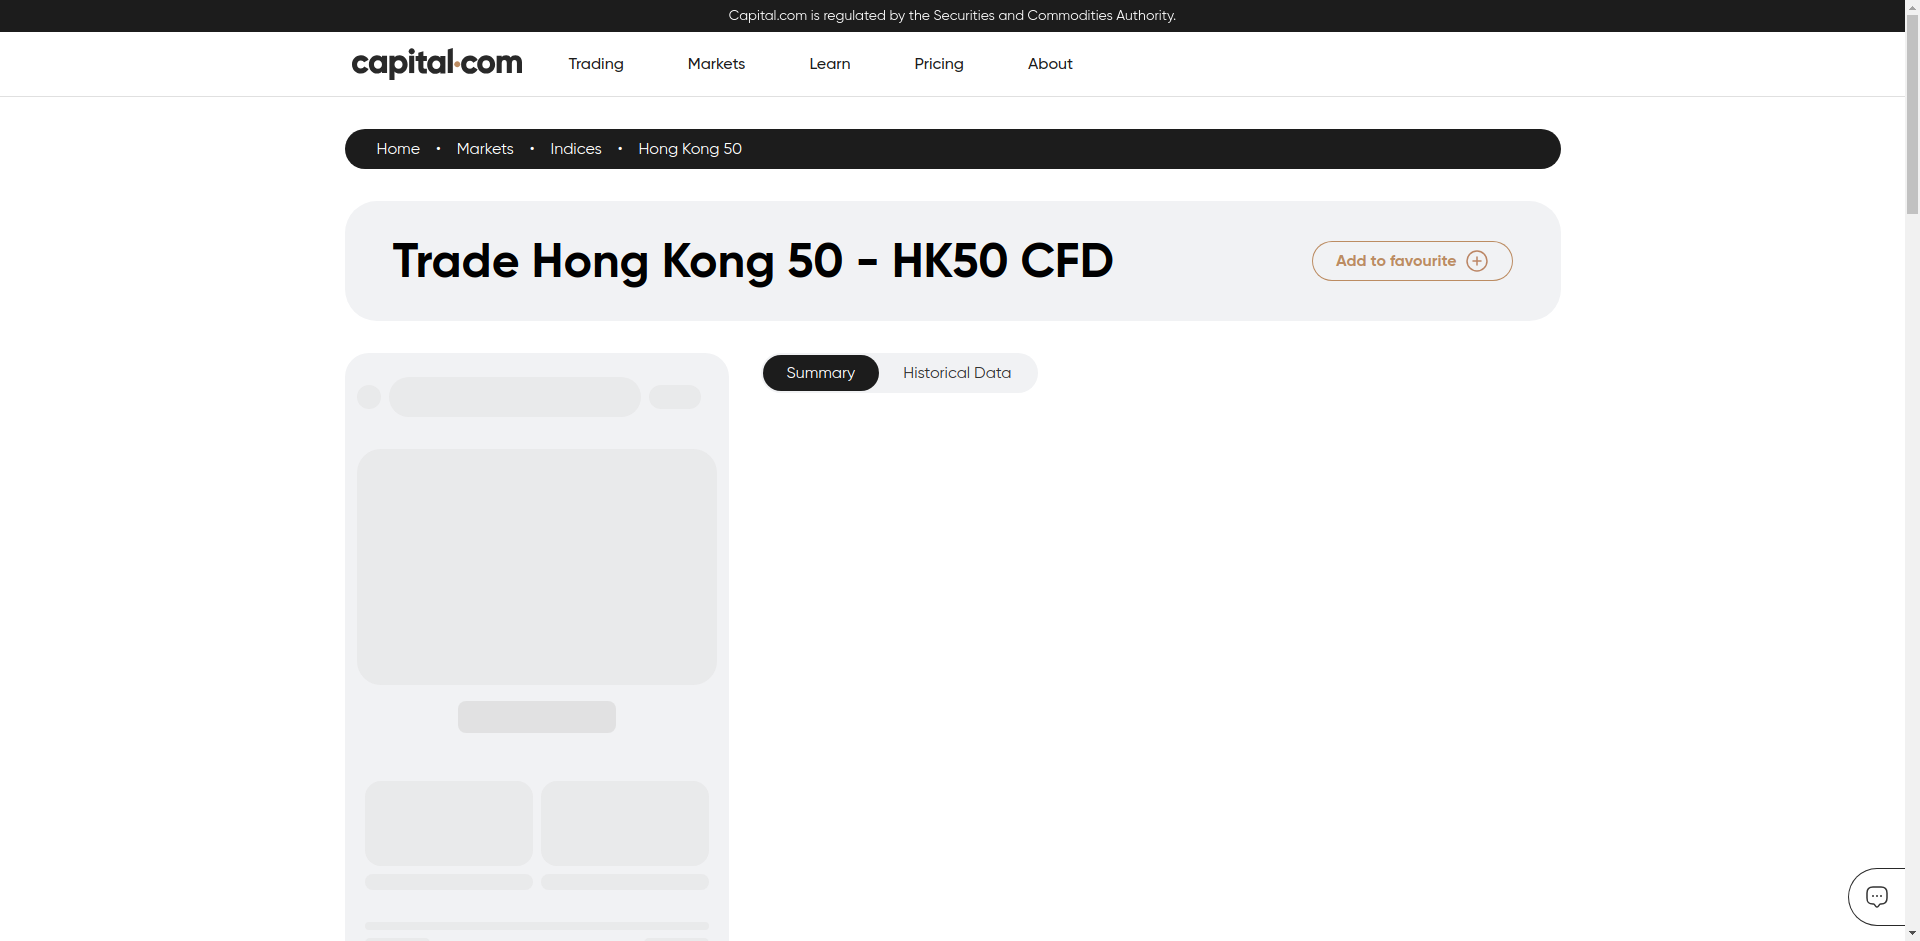 Capital.com is regulated by the Securities and Commodities Authority.
capital.com Trading Markets Learn Pricing About
Home • Markets • Indices • Hong Kong 50
Trade Hong Kong 50 - HK50 CFD
Add to favourite
Summary Historical Data